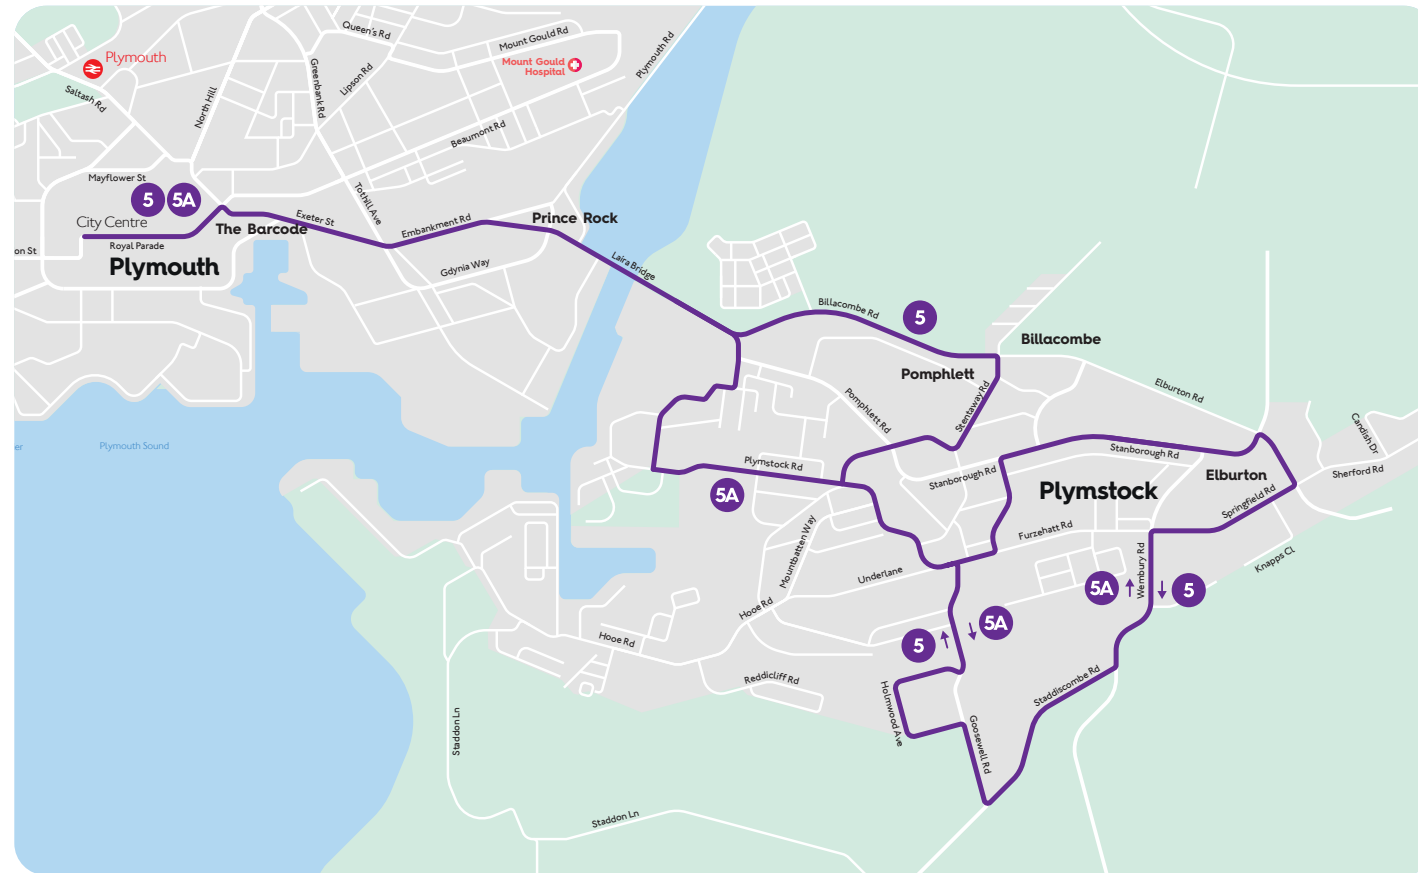 Queen's Rd
Mount Gould Rd
Plymouth Rd
Plymouth
Mount Gould
Hospital
Greenbank Rd
Lipson Rd
Saltash Rd
North Hill
Beaumont Rd
Mayflower St
5
5A
Tothill Ave
City Centre
Exeter St
Embankment Rd
Prince Rock
The Barcode
on St
Royal Parade
Plymouth
Gdynia Way
Laira Bridge
Billacombe Rd
5
Billacombe
Pomphlett
Elburton Rd
Stentaway Rd
Pomphlett Rd
Candish Dr
er
Plymouth Sound
Stanborough Rd
Plymstock Rd
Sherford Rd
Stanborough Rd
Elburton
5A
Plymstock
Springfield Rd
Furzehatt Rd
Mountbatten Way
Knapps Cl
Wembury Rd
Underlane
5A
5
Hooe Rd
5A
Hooe Rd
5
Reddicliff Rd
Staddiscombe Rd
Holmwood Ave
Staddon Ln
Goosewell Rd
Staddon Ln